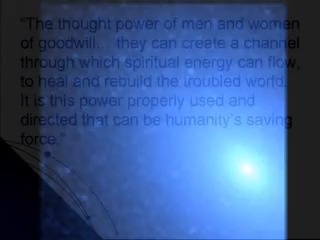 “The thought power of men and women
of goodwill... they can create a channel
through which spiritual energy can flow,
to heal and rebuild the troubled world.
It is this power properly used and
directed that can be humanity’s saving
force.”